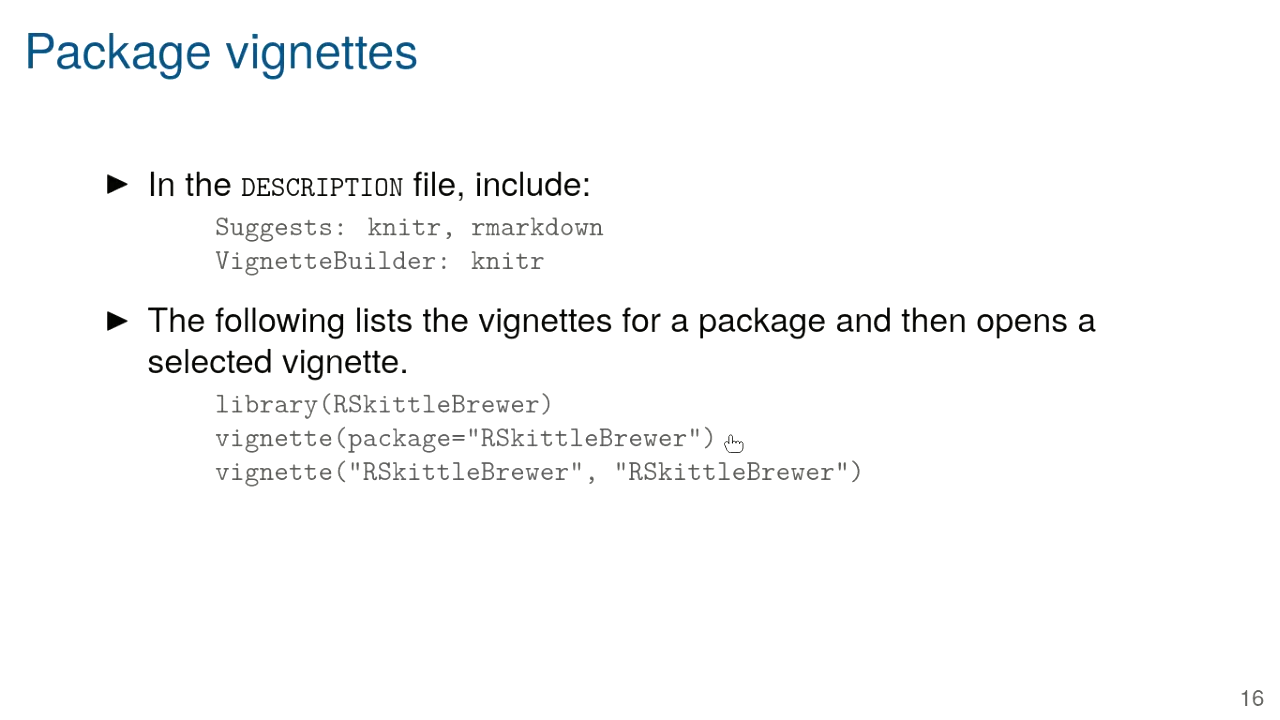 Package vignettes
▶ In the DESCRIPTION file, include:
Suggests: knitr, rmarkdown
VignetteBuilder: knitr
▶ The following lists the vignettes for a package and then opens a
selected vignette.
library(RSkittleBrewer)
vignette(package="RSkittleBrewer")
vignette("RSkittleBrewer", "RSkittleBrewer")
16